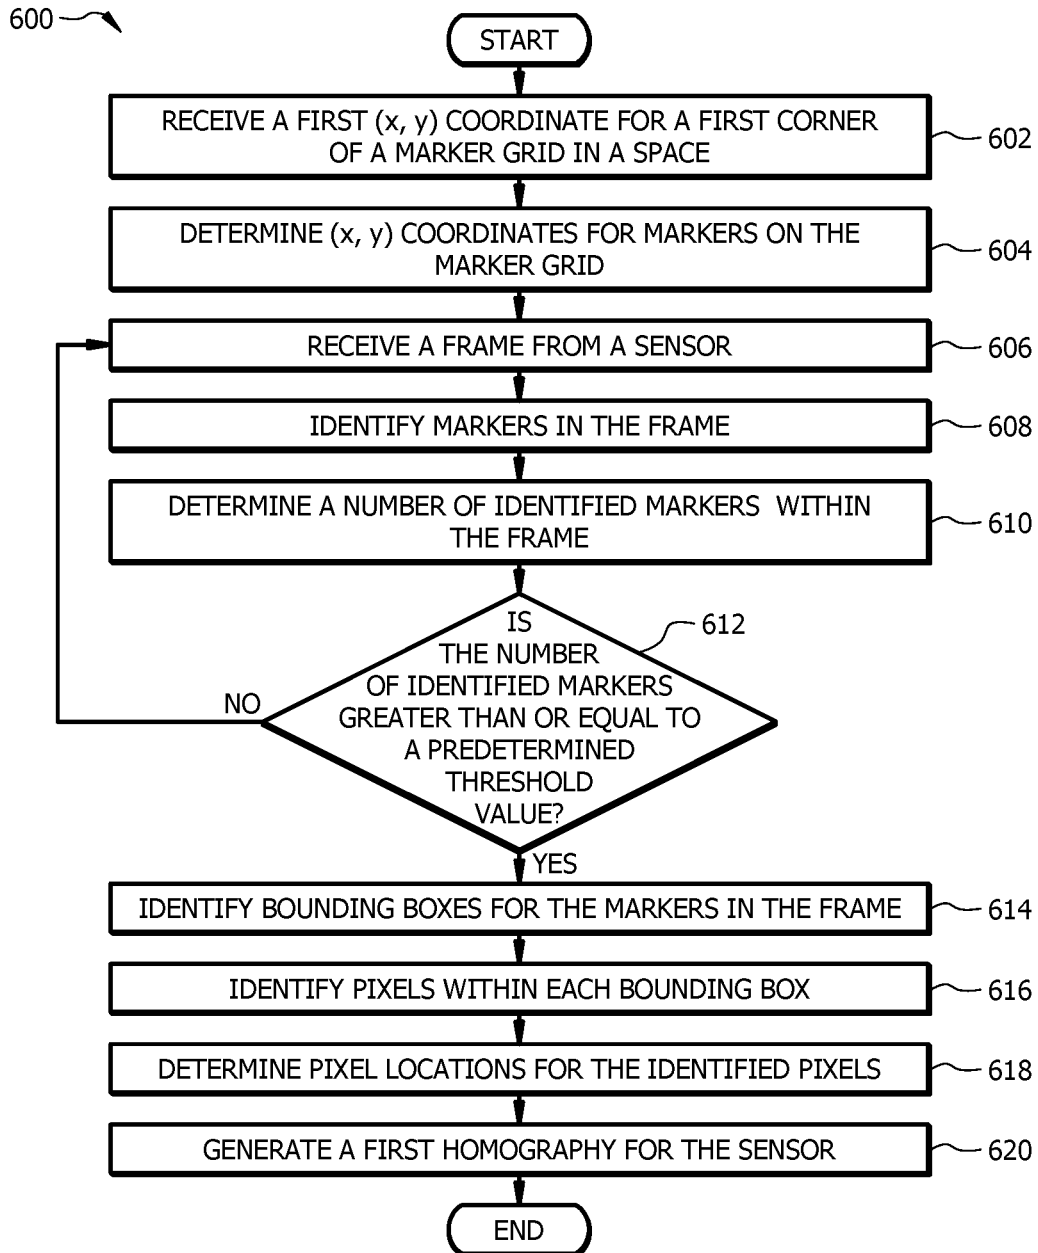 600
START
RECEIVE A FIRST (x, y) COORDINATE FOR A FIRST CORNER
OF A MARKER GRID IN A SPACE
602
DETERMINE (x, y) COORDINATES FOR MARKERS ON THE
MARKER GRID
604
RECEIVE A FRAME FROM A SENSOR
606
IDENTIFY MARKERS IN THE FRAME
608
DETERMINE A NUMBER OF IDENTIFIED MARKERS WITHIN
THE FRAME
610
IS
THE NUMBER
OF IDENTIFIED MARKERS
GREATER THAN OR EQUAL TO
A PREDETERMINED
THRESHOLD
VALUE?
612
NO
YES
IDENTIFY BOUNDING BOXES FOR THE MARKERS IN THE FRAME
614
IDENTIFY PIXELS WITHIN EACH BOUNDING BOX
616
DETERMINE PIXEL LOCATIONS FOR THE IDENTIFIED PIXELS
618
GENERATE A FIRST HOMOGRAPHY FOR THE SENSOR
620
END